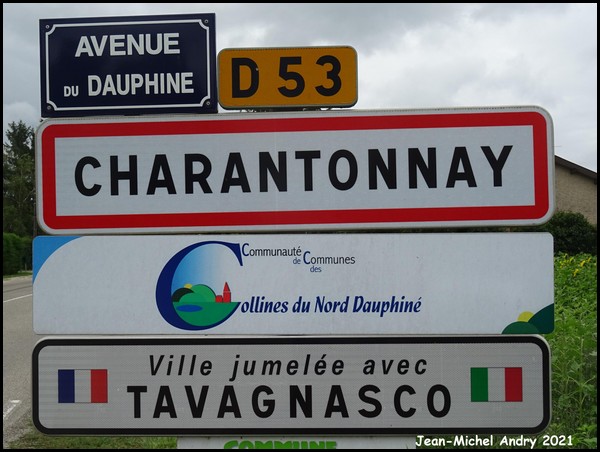 AVENUE
DU DAUPHINE
D 53
CHARANTONNAY
Communauté
de Communes
des
Collines du Nord Dauphiné
Ville jumelée avec
TAVAGNASCO
COMMUNE
Jean-Michel Andry 2021